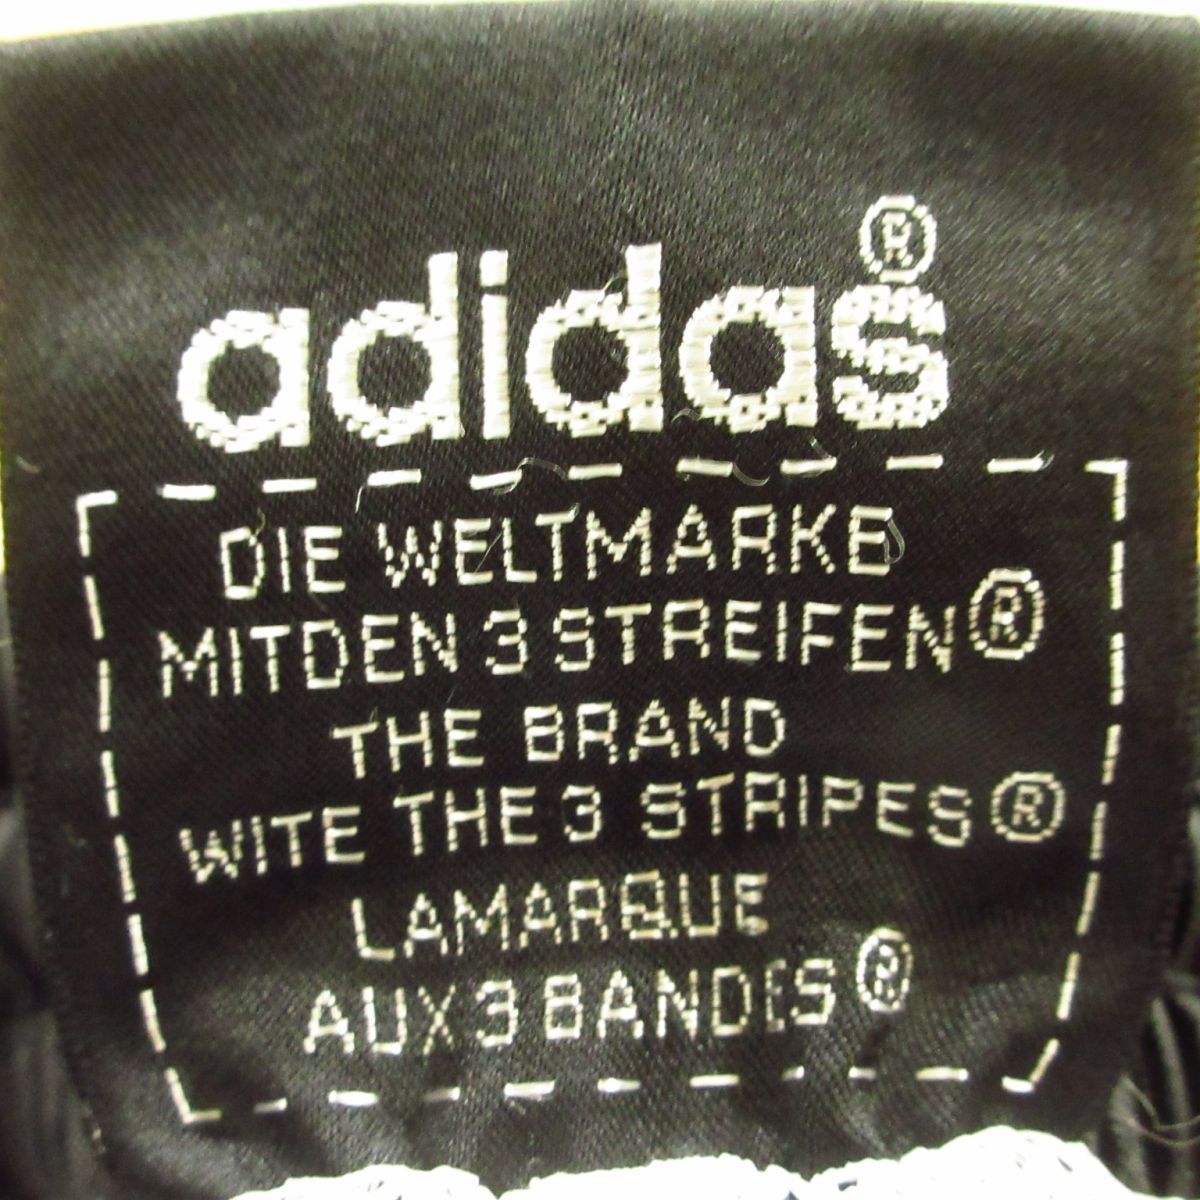 adidas®
DIE WELTMARKE
MITDEN 3 STREIFEN®
THE BRAND
WITE THE 3 STRIPES®
LAMARQUE
AUX 3 BANDES®